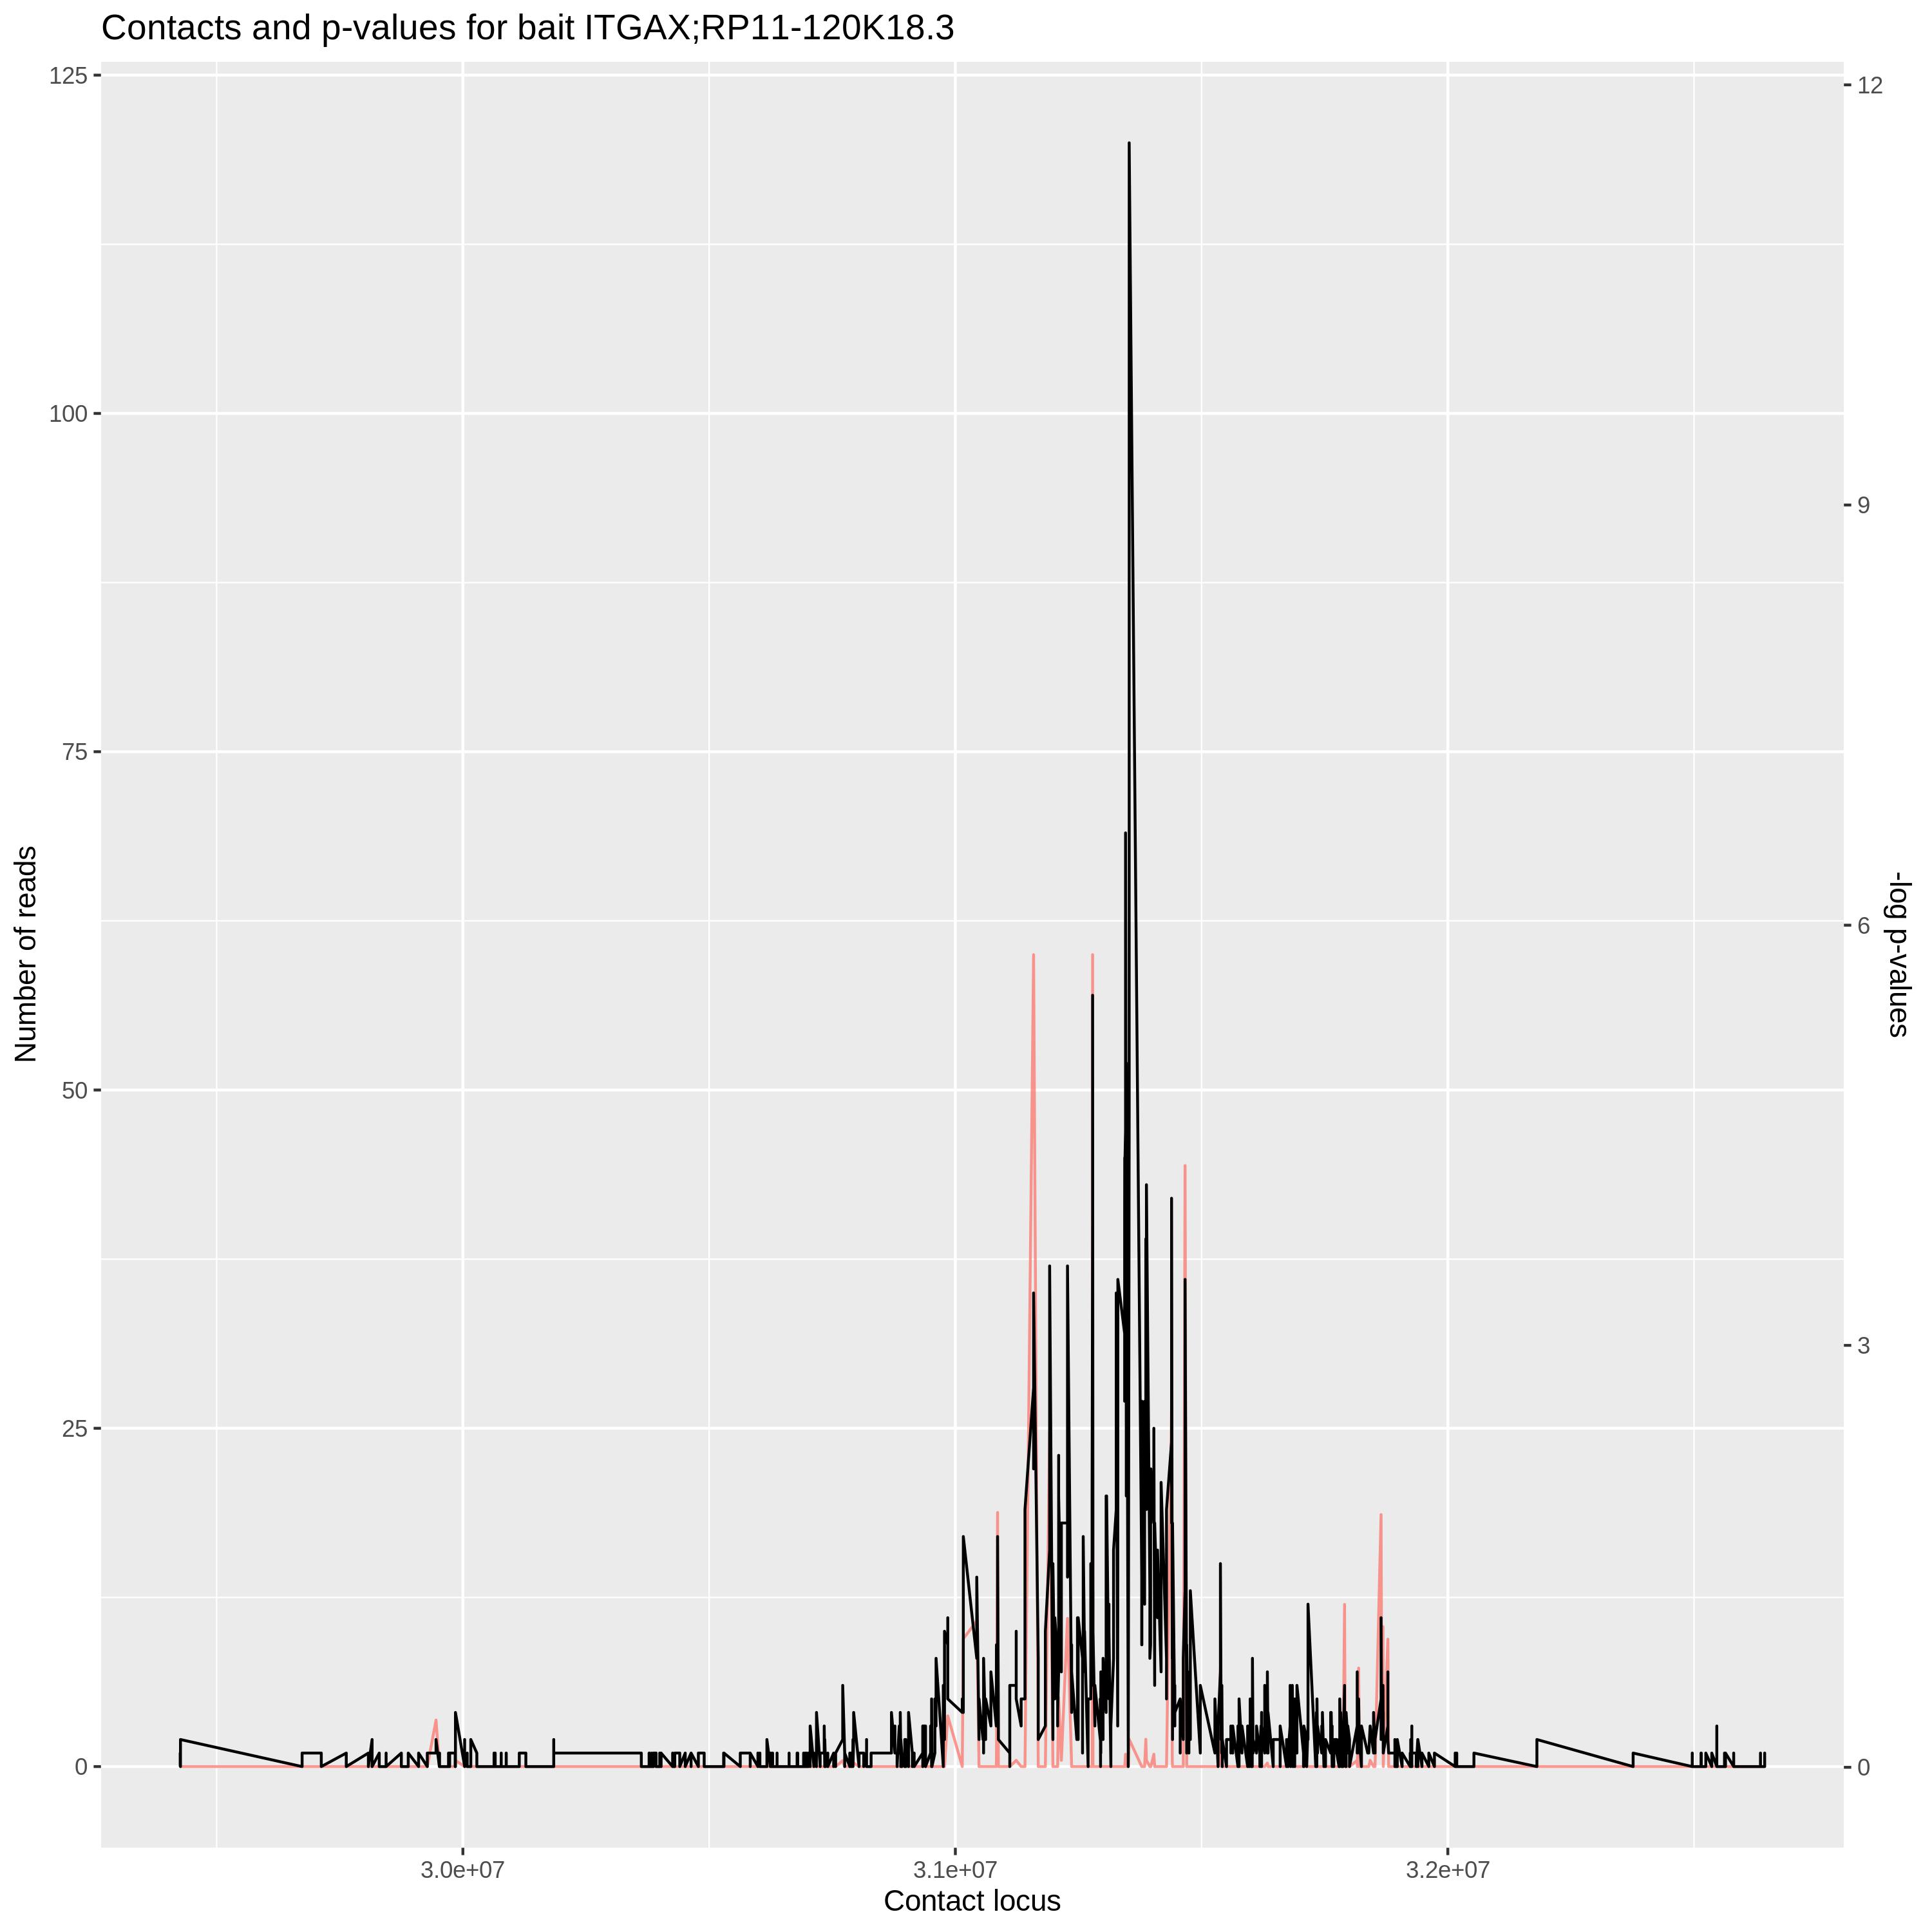 Contacts and p-values for bait ITGAX;RP11-120K18.3
125
100
75
50
25
0
Number of reads
12
9
6
3
0
-log p-values
3.0e+07
3.1e+07
3.2e+07
Contact locus